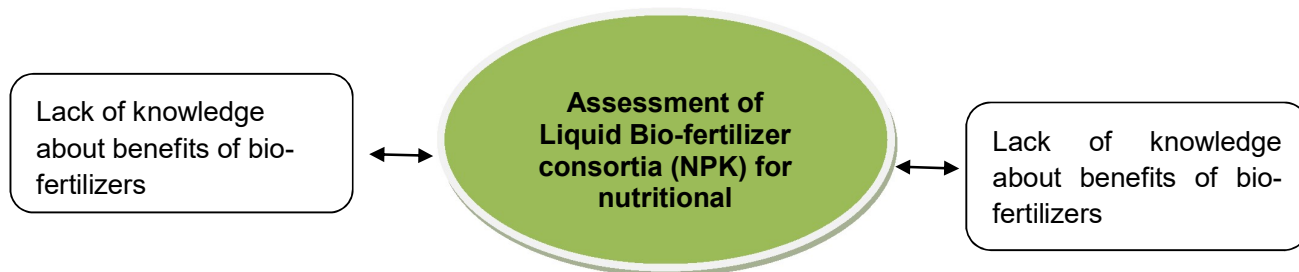 Lack of knowledge
about benefits of bio-
fertilizers
Assessment of
Liquid Bio-fertilizer
consortia (NPK) for
nutritional
Lack of knowledge
about benefits of bio-
fertilizers